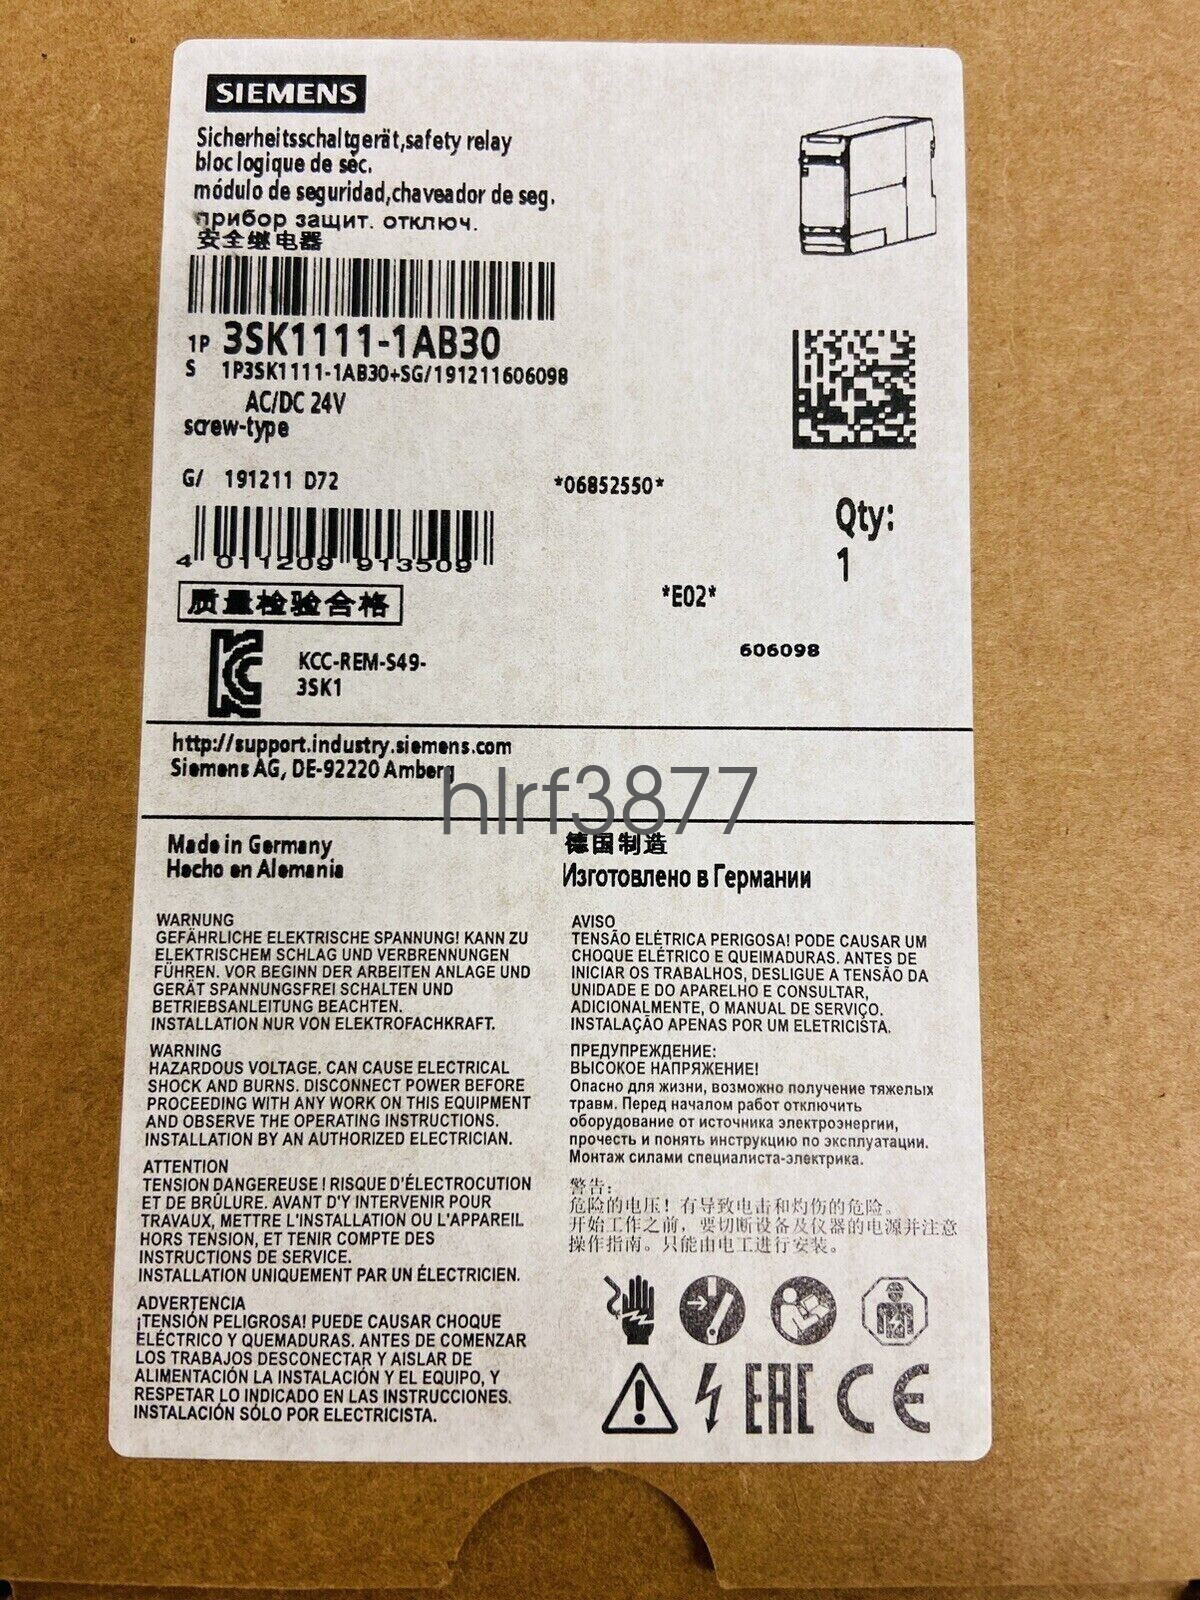 SIEMENS
Sicherheitsschaltgerät,safety relay
bloc logique de séc.
módulo de seguridad,chaveador de seg.
прибор защит. отключ.
安全继电器
1P 3SK1111-1AB30
S 1P3SK1111-1AB30+SG/191211606098
AC/DC 24V
screw-type
G/ 191211 D72
*06852550*
Qty:
1
4 011209 913509
*E02*
质量检验合格
606098
KCC-REM-S49-
3SK1
http://support.industry.siemens.com
Siemens AG, DE-92220 Amberg
hlrf3877
Made in Germany
Hecho en Alemania
德国制造
Изготовлено в Германии
WARNUNG
GEFÄHRLICHE ELEKTRISCHE SPANNUNG! KANN ZU
ELEKTRISCHEM SCHLAG UND VERBRENNUNGEN
FÜHREN. VOR BEGINN DER ARBEITEN ANLAGE UND
GERÄT SPANNUNGSFREI SCHALTEN UND
BETRIEBSANLEITUNG BEACHTEN.
INSTALLATION NUR VON ELEKTROFACHKRAFT.
WARNING
HAZARDOUS VOLTAGE. CAN CAUSE ELECTRICAL
SHOCK AND BURNS. DISCONNECT POWER BEFORE
PROCEEDING WITH ANY WORK ON THIS EQUIPMENT
AND OBSERVE THE OPERATING INSTRUCTIONS.
INSTALLATION BY AN AUTHORIZED ELECTRICIAN.
ATTENTION
TENSION DANGEREUSE ! RISQUE D'ÉLECTROCUTION
ET DE BRÛLURE. AVANT D'Y INTERVENIR POUR
TRAVAUX, METTRE L'INSTALLATION OU L'APPAREIL
HORS TENSION, ET TENIR COMPTE DES
INSTRUCTIONS DE SERVICE.
INSTALLATION UNIQUEMENT PAR UN ÉLECTRICIEN.
ADVERTENCIA
¡TENSIÓN PELIGROSA! PUEDE CAUSAR CHOQUE
ELÉCTRICO Y QUEMADURAS. ANTES DE COMENZAR
LOS TRABAJOS DESCONECTAR Y AISLAR DE
ALIMENTACIÓN LA INSTALACIÓN Y EL EQUIPO, Y
RESPETAR LO INDICADO EN LAS INSTRUCCIONES.
INSTALACIÓN SÓLO POR ELECTRICISTA.
AVISO
TENSÃO ELÉTRICA PERIGOSA! PODE CAUSAR UM
CHOQUE ELÉTRICO E QUEIMADURAS. ANTES DE
INICIAR OS TRABALHOS, DESLIGUE A TENSÃO DA
UNIDADE E DO APARELHO E CONSULTAR,
ADICIONALMENTE, O MANUAL DE SERVIÇO.
INSTALAÇÃO APENAS POR UM ELETRICISTA.
ПРЕДУПРЕЖДЕНИЕ:
ВЫСОКОЕ НАПРЯЖЕНИЕ!
Опасно для жизни, возможно получение тяжелых
травм. Перед началом работ отключить
оборудование от источника электроэнергии,
прочесть и понять инструкцию по эксплуатации.
Монтаж силами специалиста-электрика.
警告:
危险的电压！有导致电击和灼伤的危险。
开始工作之前，要切断设备及仪器的电源并注意
操作指南。只能由电工进行安装。
EAC CE